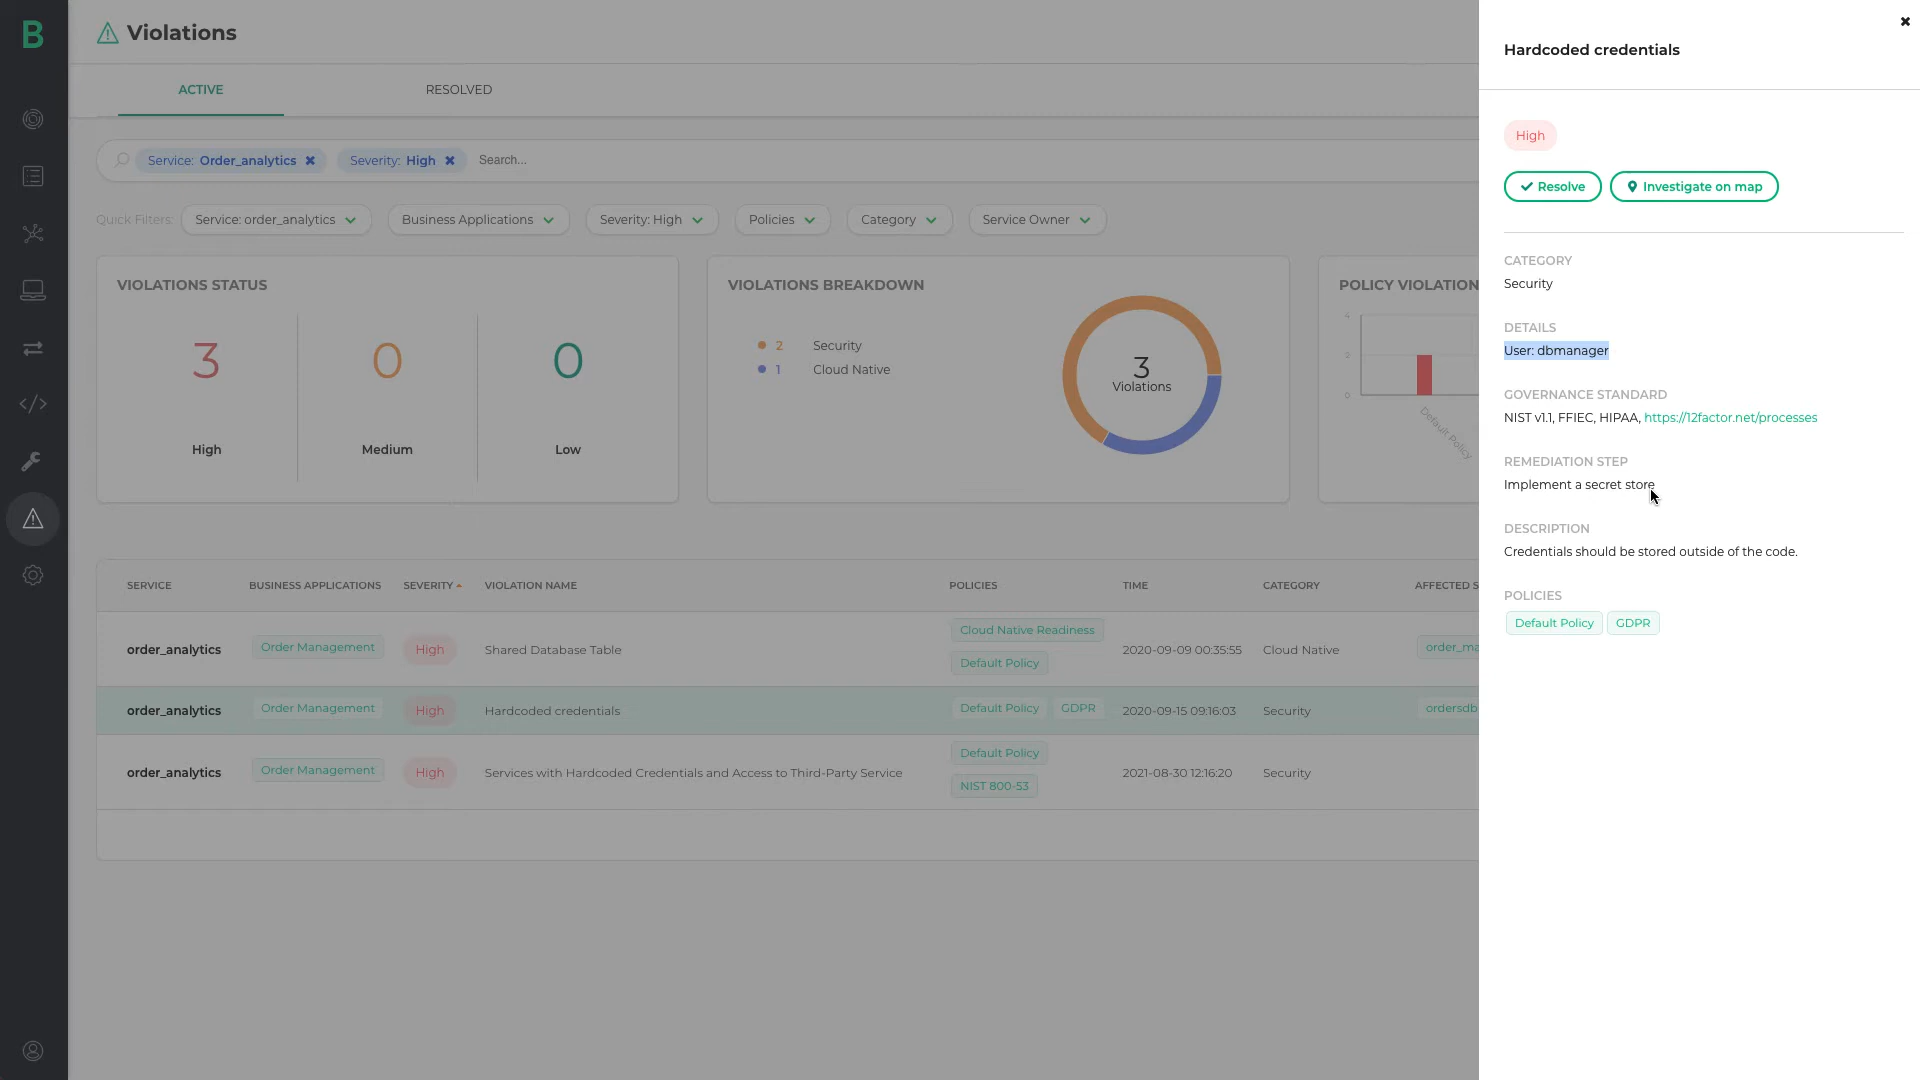 B
Violations
ACTIVE
RESOLVED
Service: Order_analytics
Severity: High
Search...
Quick Filters:
Service: order_analytics
Business Applications
Severity: High
Policies
Category
Service Owner
VIOLATIONS STATUS
3
0
0
High
Medium
Low
VIOLATIONS BREAKDOWN
2 Security
1 Cloud Native
3
Violations
POLICY VIOLATION
4
2
0
Default Policy
SERVICE BUSINESS APPLICATIONS SEVERITY VIOLATION NAME POLICIES TIME CATEGORY AFFECTED S
order_analytics Order Management High Shared Database Table Cloud Native Readiness Default Policy 2020-09-09 00:35:55 Cloud Native order_ma
order_analytics Order Management High Hardcoded credentials Default Policy GDPR 2020-09-15 09:16:03 Security ordersdb
order_analytics Order Management High Services with Hardcoded Credentials and Access to Third-Party Service Default Policy NIST 800-53 2021-08-30 12:16:20 Security
Hardcoded credentials
High
Resolve
Investigate on map
CATEGORY
Security
DETAILS
User: dbmanager
GOVERNANCE STANDARD
NIST v1.1, FFIEC, HIPAA, https://12factor.net/processes
REMEDIATION STEP
Implement a secret store
DESCRIPTION
Credentials should be stored outside of the code.
POLICIES
Default Policy GDPR